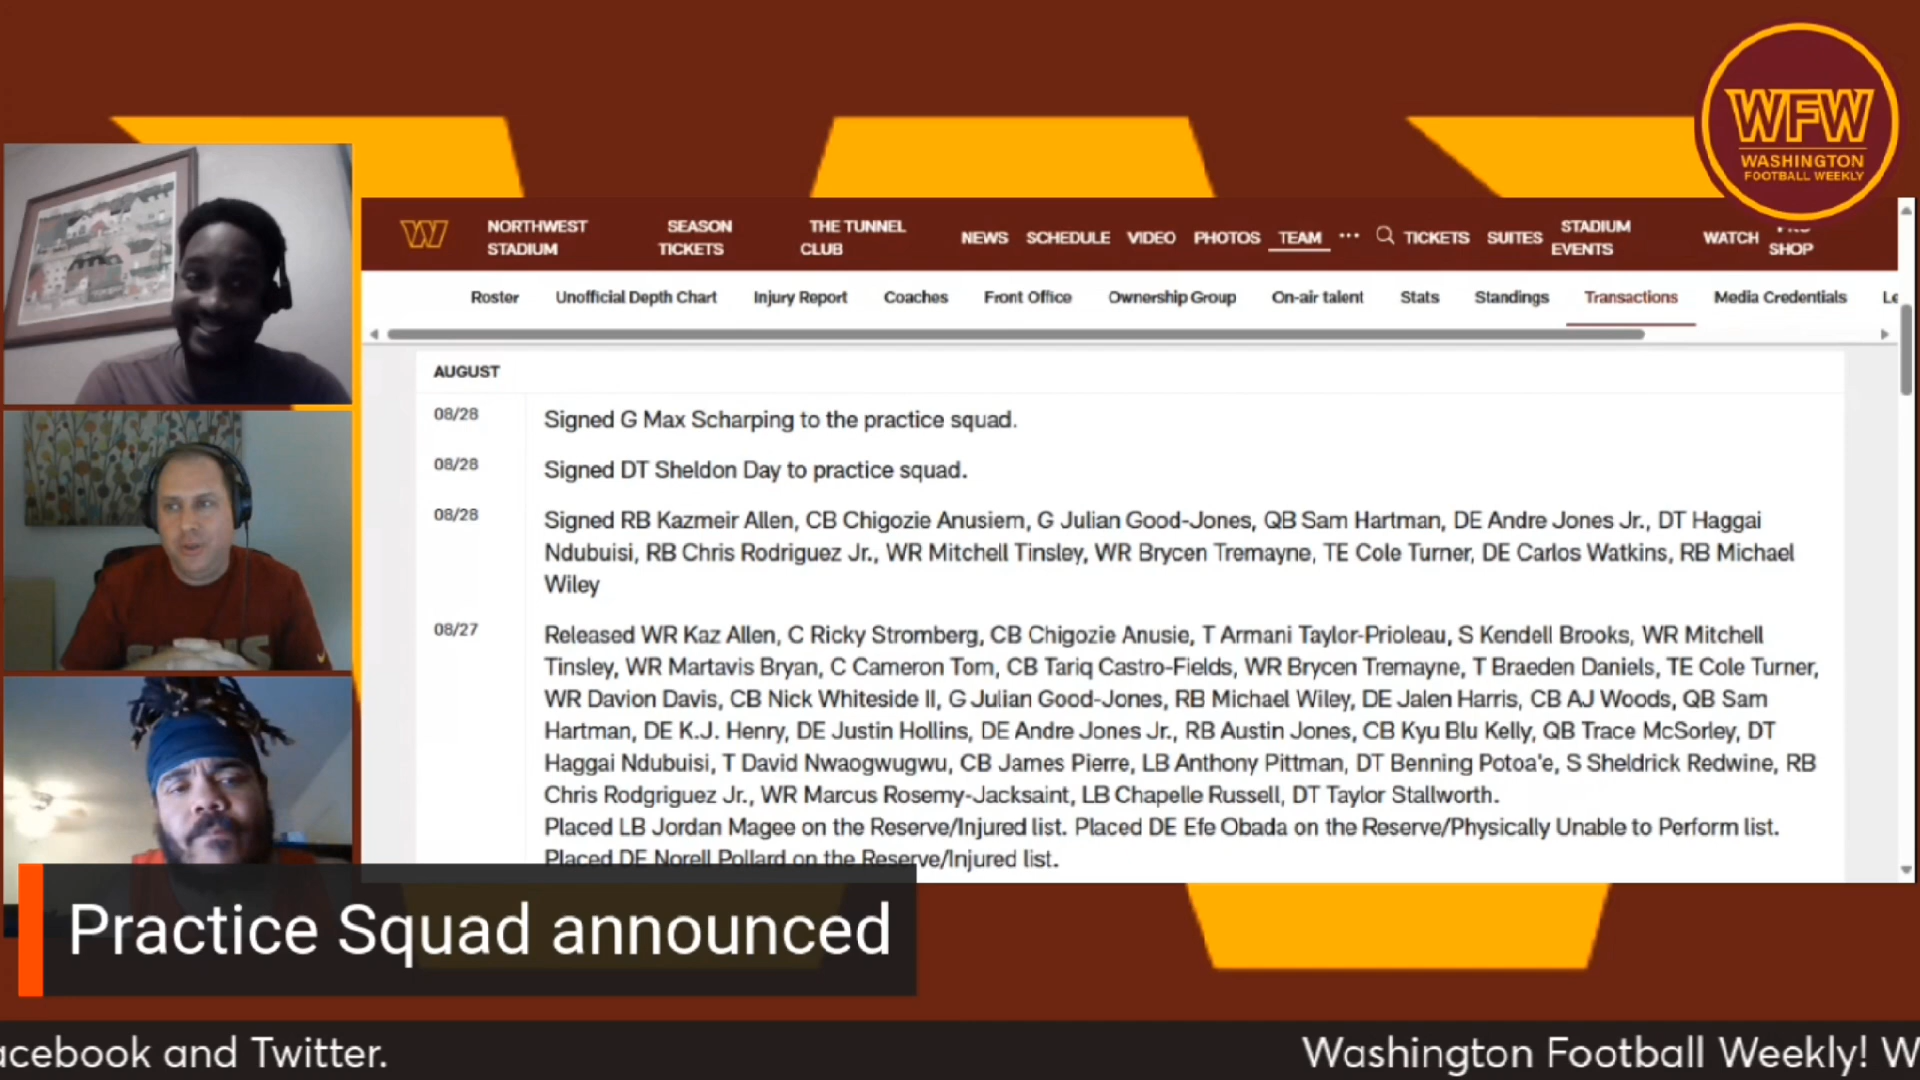 WFW
WASHINGTON
FOOTBALL WEEKLY
W
NORTHWEST STADIUM
SEASON TICKETS
THE TUNNEL CLUB
NEWS
SCHEDULE
VIDEO
PHOTOS
TEAM
•••
TICKETS
SUITES
STADIUM EVENTS
WATCH
SHOP
Roster
Unofficial Depth Chart
Injury Report
Coaches
Front Office
Ownership Group
On-air talent
Stats
Standings
Transactions
Media Credentials
Le
AUGUST
08/28
Signed G Max Scharping to the practice squad.
08/28
Signed DT Sheldon Day to practice squad.
08/28
Signed RB Kazmeir Allen, CB Chigozie Anusiem, G Julian Good-Jones, QB Sam Hartman, DE Andre Jones Jr., DT Haggai
Ndubuisi, RB Chris Rodriguez Jr., WR Mitchell Tinsley, WR Brycen Tremayne, TE Cole Turner, DE Carlos Watkins, RB Michael
Wiley
08/27
Released WR Kaz Allen, C Ricky Stromberg, CB Chigozie Anusie, T Armani Taylor-Prioleau, S Kendell Brooks, WR Mitchell
Tinsley, WR Martavis Bryan, C Cameron Tom, CB Tariq Castro-Fields, WR Brycen Tremayne, T Braeden Daniels, TE Cole Turner,
WR Davion Davis, CB Nick Whiteside II, G Julian Good-Jones, RB Michael Wiley, DE Jalen Harris, CB AJ Woods, QB Sam
Hartman, DE K.J. Henry, DE Justin Hollins, DE Andre Jones Jr., RB Austin Jones, CB Kyu Blu Kelly, QB Trace McSorley, DT
Haggai Ndubuisi, T David Nwaogwugwu, CB James Pierre, LB Anthony Pittman, DT Benning Potoa'e, S Sheldrick Redwine, RB
Chris Rodgriguez Jr., WR Marcus Rosemy-Jacksaint, LB Chapelle Russell, DT Taylor Stallworth.
Placed LB Jordan Magee on the Reserve/Injured list. Placed DE Efe Obada on the Reserve/Physically Unable to Perform list.
Placed DE Norell Pollard on the Reserve/Injured list.
Practice Squad announced
acebook and Twitter.
Washington Football Weekly! W